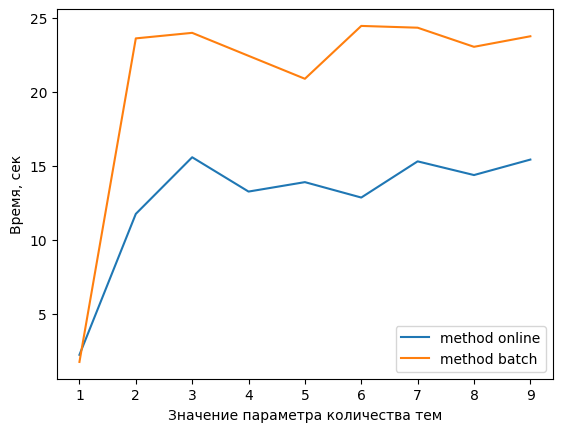 25
20
15
10
5
Время, сек
method online
method batch
1 2 3 4 5 6 7 8 9
Значение параметра количества тем